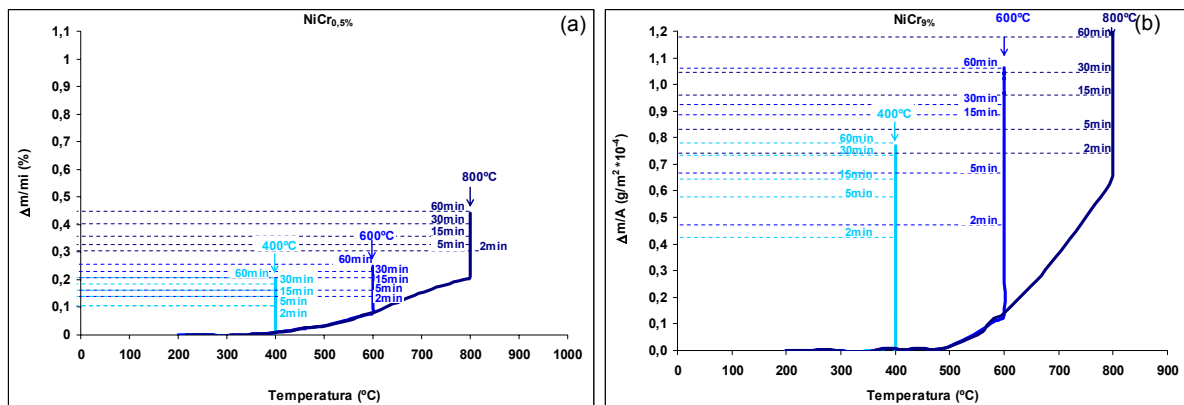 NiCr0,5%
(a)
1,1
1
0,9
0,8
0,7
0,6
0,5
0,4
0,3
0,2
0,1
0
Δm/mi (%)
800ºC
60min
30min
15min
5min
2min
600ºC
60min
30min
15min
5min
2min
400ºC
60min
30min
15min
5min
2min
0 100 200 300 400 500 600 700 800 900 1000
Temperatura (ºC)
NiCr9%
(b)
1,2
1,1
1,0
0,9
0,8
0,7
0,6
0,5
0,4
0,3
0,2
0,1
0,0
Δm/A (g/m² *10⁻⁴)
800ºC
60min
30min
15min
5min
2min
600ºC
60min
30min
15min
5min
2min
400ºC
60min
30min
15min
5min
2min
0 100 200 300 400 500 600 700 800 900
Temperatura (ºC)